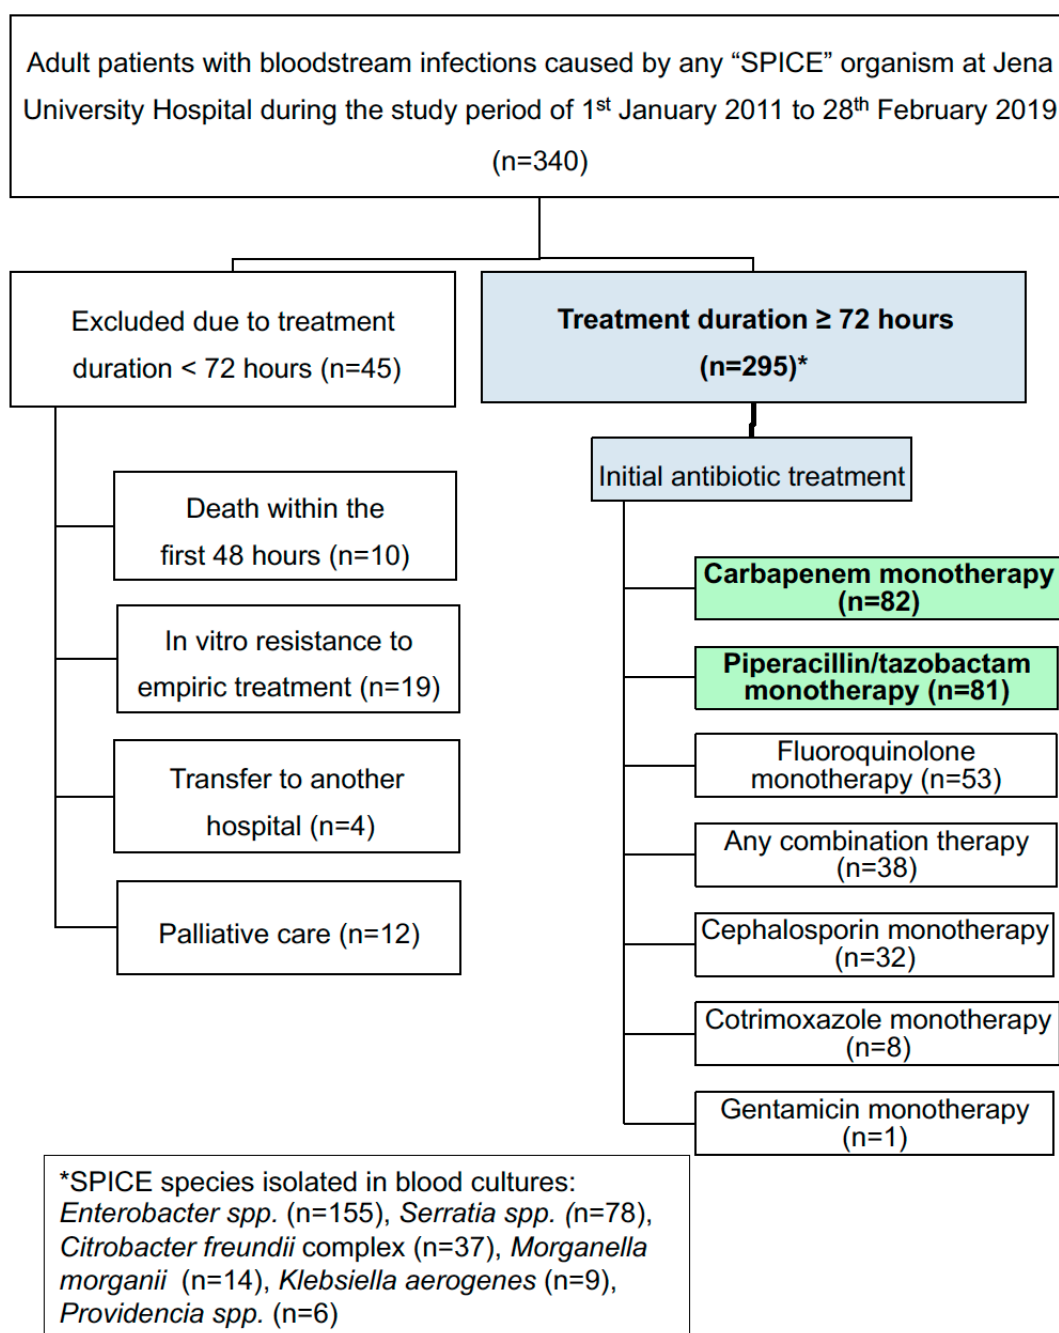 Adult patients with bloodstream infections caused by any “SPICE” organism at Jena
University Hospital during the study period of 1st January 2011 to 28th February 2019
(n=340)
Excluded due to treatment
duration < 72 hours (n=45)
Treatment duration ≥ 72 hours
(n=295)*
Initial antibiotic treatment
Death within the
first 48 hours (n=10)
In vitro resistance to
empiric treatment (n=19)
Transfer to another
hospital (n=4)
Palliative care (n=12)
Carbapenem monotherapy
(n=82)
Piperacillin/tazobactam
monotherapy (n=81)
Fluoroquinolone
monotherapy (n=53)
Any combination therapy
(n=38)
Cephalosporin monotherapy
(n=32)
Cotrimoxazole monotherapy
(n=8)
Gentamicin monotherapy
(n=1)
*SPICE species isolated in blood cultures:
Enterobacter spp. (n=155), Serratia spp. (n=78),
Citrobacter freundii complex (n=37), Morganella
morganii (n=14), Klebsiella aerogenes (n=9),
Providencia spp. (n=6)